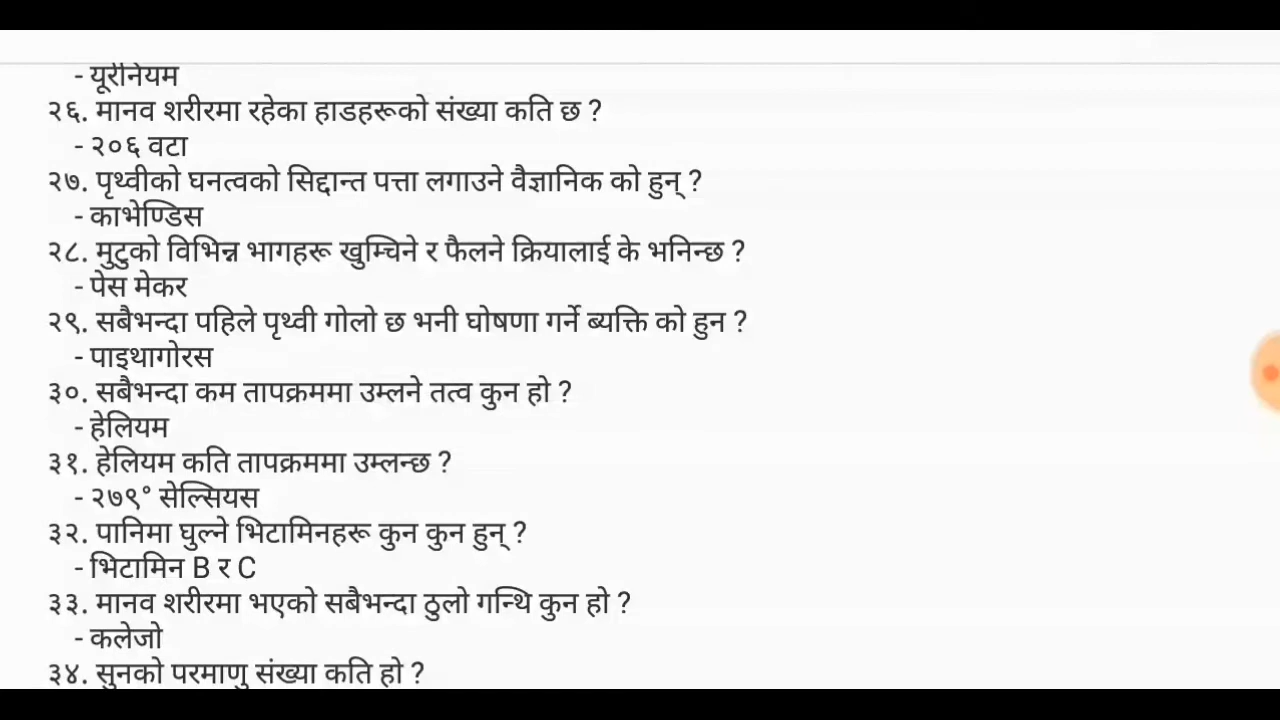 - यूरेनियम
२६. मानव शरीरमा रहेका हाडहरूको संख्या कति छ ?
- २०६ वटा
२७. पृथ्वीको घनत्वको सिद्दान्त पत्ता लगाउने वैज्ञानिक को हुन् ?
- काभेण्डिस
२८. मुटुको विभिन्न भागहरू खुम्चिने र फैलने क्रियालाई के भनिन्छ ?
- पेस मेकर
२९. सबैभन्दा पहिले पृथ्वी गोलो छ भनी घोषणा गर्ने ब्यक्ति को हुन ?
- पाइथागोरस
३०. सबैभन्दा कम तापक्रममा उम्लने तत्व कुन हो ?
- हेलियम
३१. हेलियम कति तापक्रममा उम्लन्छ ?
- २७९° सेल्सियस
३२. पानिमा घुल्ने भिटामिनहरू कुन कुन हुन् ?
- भिटामिन B र C
३३. मानव शरीरमा भएको सबैभन्दा ठुलो गन्थि कुन हो ?
- कलेजो
३४. सुनको परमाणु संख्या कति हो ?